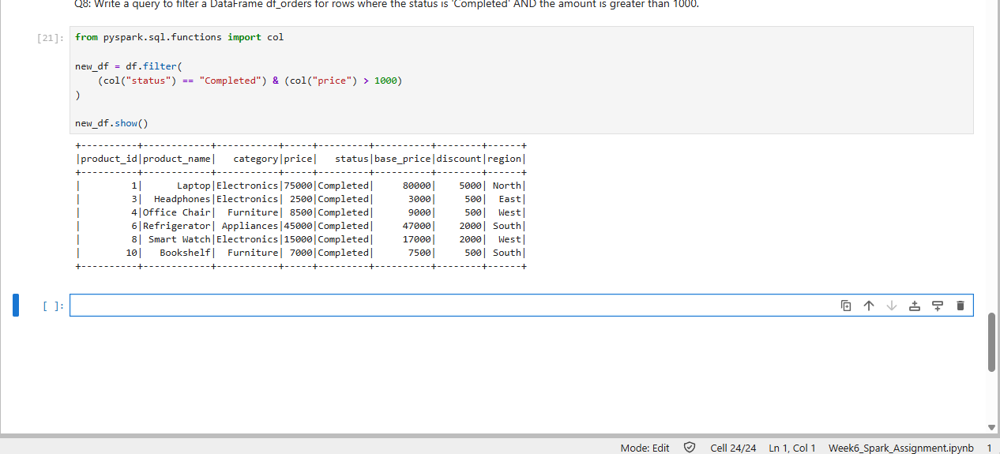 Q8: Write a query to filter a DataFrame df_orders for rows where the status is 'Completed' AND the amount is greater than 1000.
[21]: from pyspark.sql.functions import col
new_df = df.filter(
    (col("status") == "Completed") & (col("price") > 1000)
)
new_df.show()
+----------+------------+-----------+-----+---------+----------+--------+------+
|product_id|product_name|   category|price|   status|base_price|discount|region|
+----------+------------+-----------+-----+---------+----------+--------+------+
|         1|      Laptop|Electronics|75000|Completed|     80000|    5000| North|
|         3|  Headphones|Electronics| 2500|Completed|      3000|     500|  East|
|         4|Office Chair|  Furniture| 8500|Completed|      9000|     500|  West|
|         6|Refrigerator| Appliances|45000|Completed|     47000|    2000| South|
|         8| Smart Watch|Electronics|15000|Completed|     17000|    2000|  West|
|        10|   Bookshelf|  Furniture| 7000|Completed|      7500|     500| South|
+----------+------------+-----------+-----+---------+----------+--------+------+
[ ]:
Mode: Edit Cell 24/24 Ln 1, Col 1 Week6_Spark_Assignment.ipynb 1